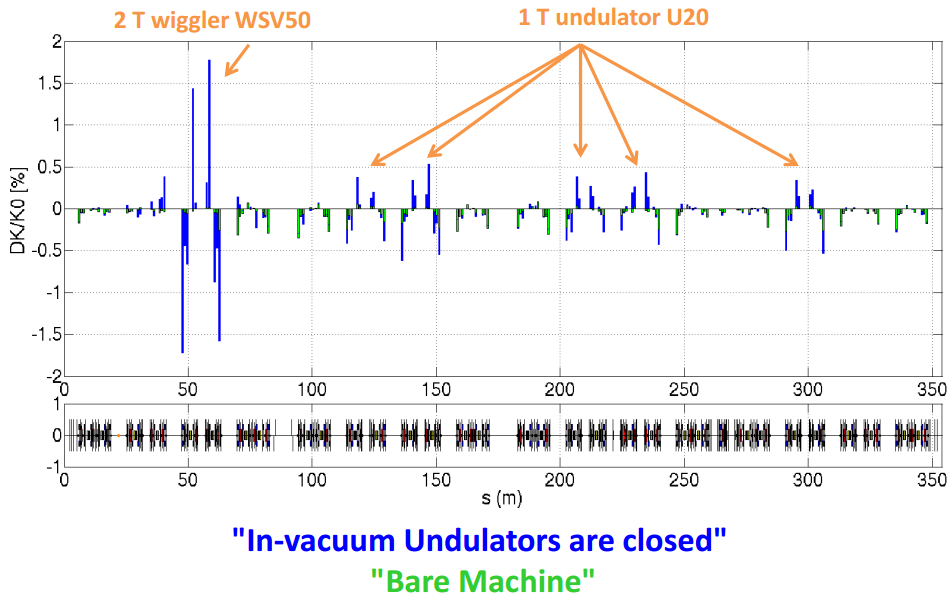 2 T wiggler WSV50
1 T undulator U20
2
1.5
1
0.5
0
-0.5
-1
-1.5
-2
DK/K0 [%]
0 50 100 150 200 250 300 350
1
0
-1
0 50 100 150 200 250 300 350
s (m)
"In-vacuum Undulators are closed"
"Bare Machine"